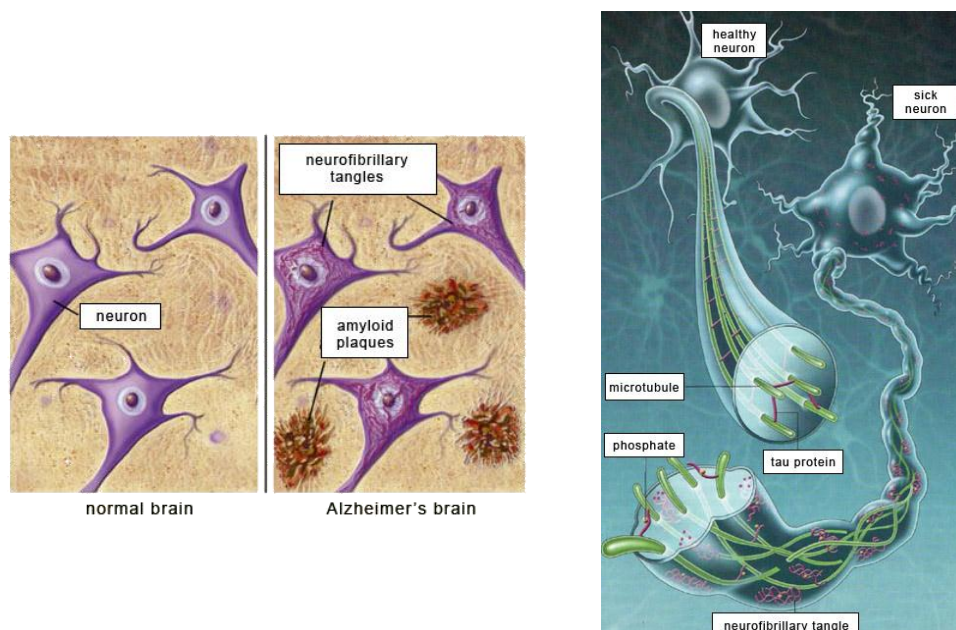 neurofibrillary
tangles
neuron
amyloid
plaques
normal brain
Alzheimer's brain
healthy
neuron
sick
neuron
microtubule
phosphate
tau protein
neurofibrillary tangle